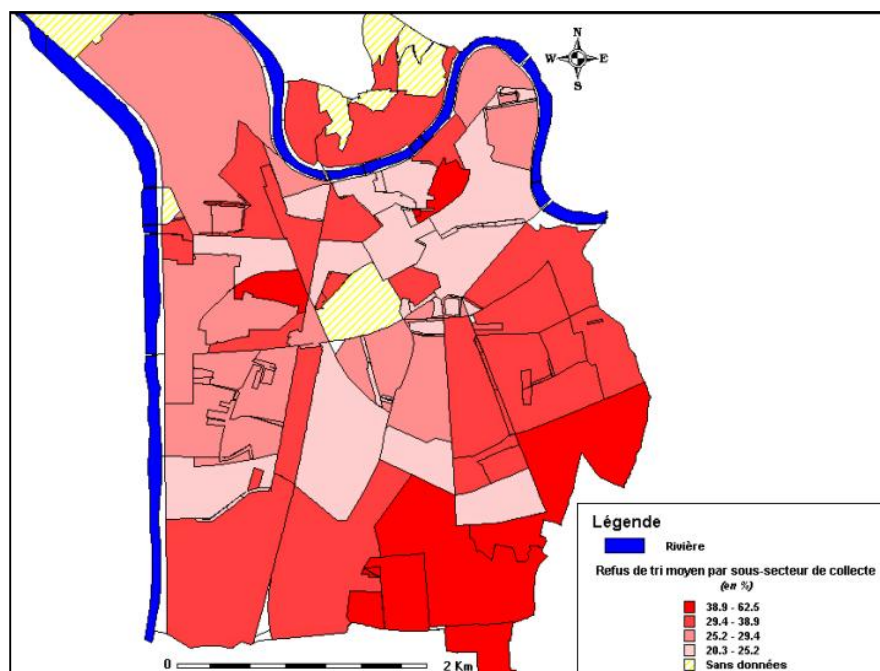 N
W E
S
Légende
Rivière
Refus de tri moyen par sous-secteur de collecte
(en %)
38.9 - 62.5
29.4 - 38.9
25.2 - 29.4
20.3 - 25.2
Sans données
0 2 Km